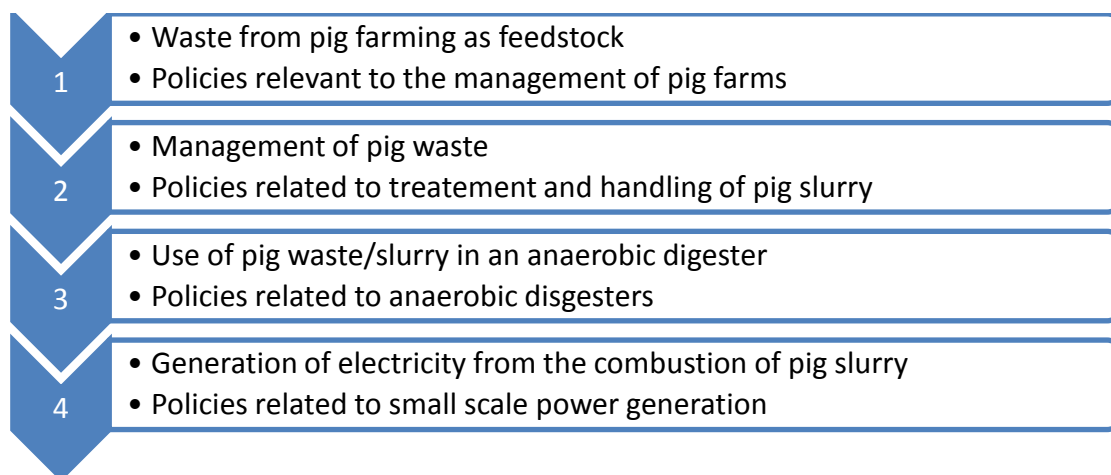 1
• Waste from pig farming as feedstock
• Policies relevant to the management of pig farms
2
• Management of pig waste
• Policies related to treatement and handling of pig slurry
3
• Use of pig waste/slurry in an anaerobic digester
• Policies related to anaerobic disgesters
4
• Generation of electricity from the combustion of pig slurry
• Policies related to small scale power generation